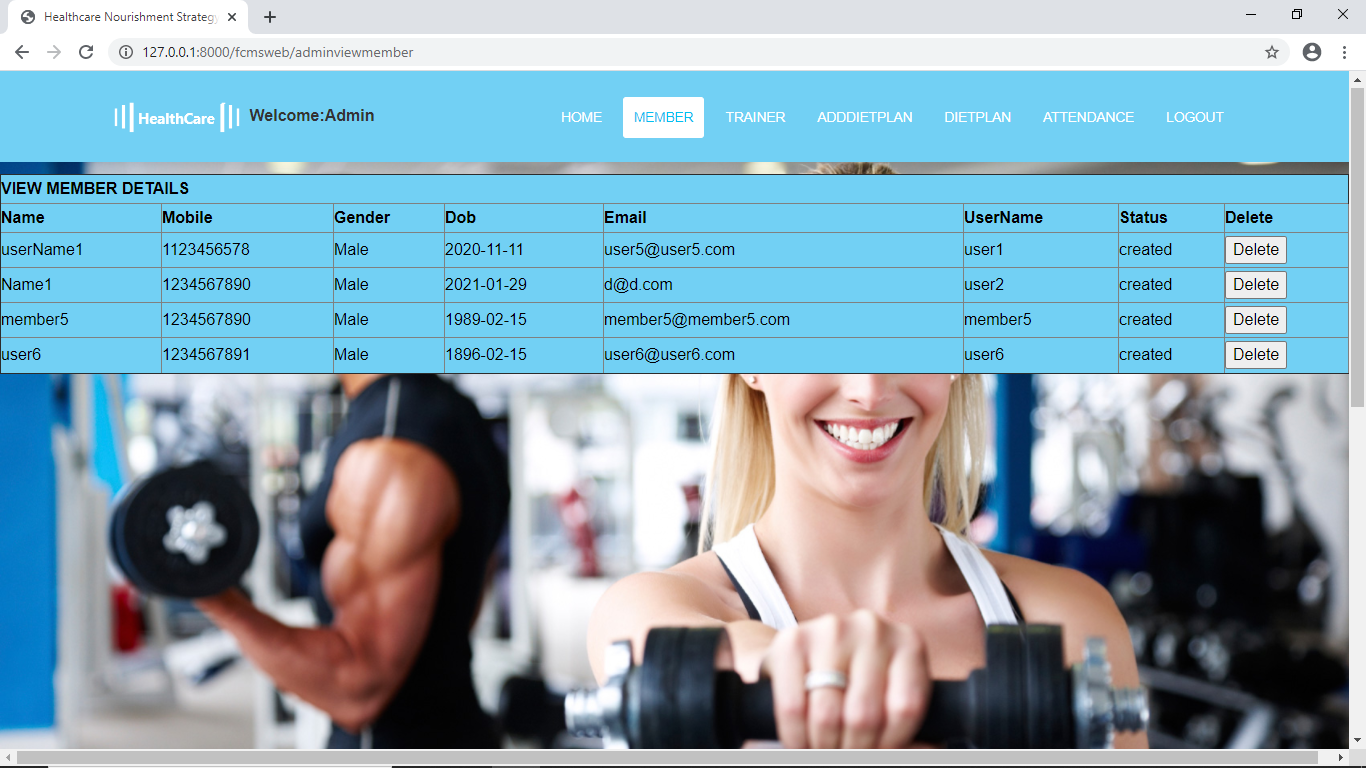 Healthcare Nourishment Strategy
127.0.0.1:8000/fcmsweb/adminviewmember
HealthCare Welcome:Admin HOME MEMBER TRAINER ADDDIETPLAN DIETPLAN ATTENDANCE LOGOUT
VIEW MEMBER DETAILS
Name Mobile Gender Dob Email UserName Status Delete
userName1 1123456578 Male 2020-11-11 user5@user5.com user1 created Delete
Name1 1234567890 Male 2021-01-29 d@d.com user2 created Delete
member5 1234567890 Male 1989-02-15 member5@member5.com member5 created Delete
user6 1234567891 Male 1896-02-15 user6@user6.com user6 created Delete